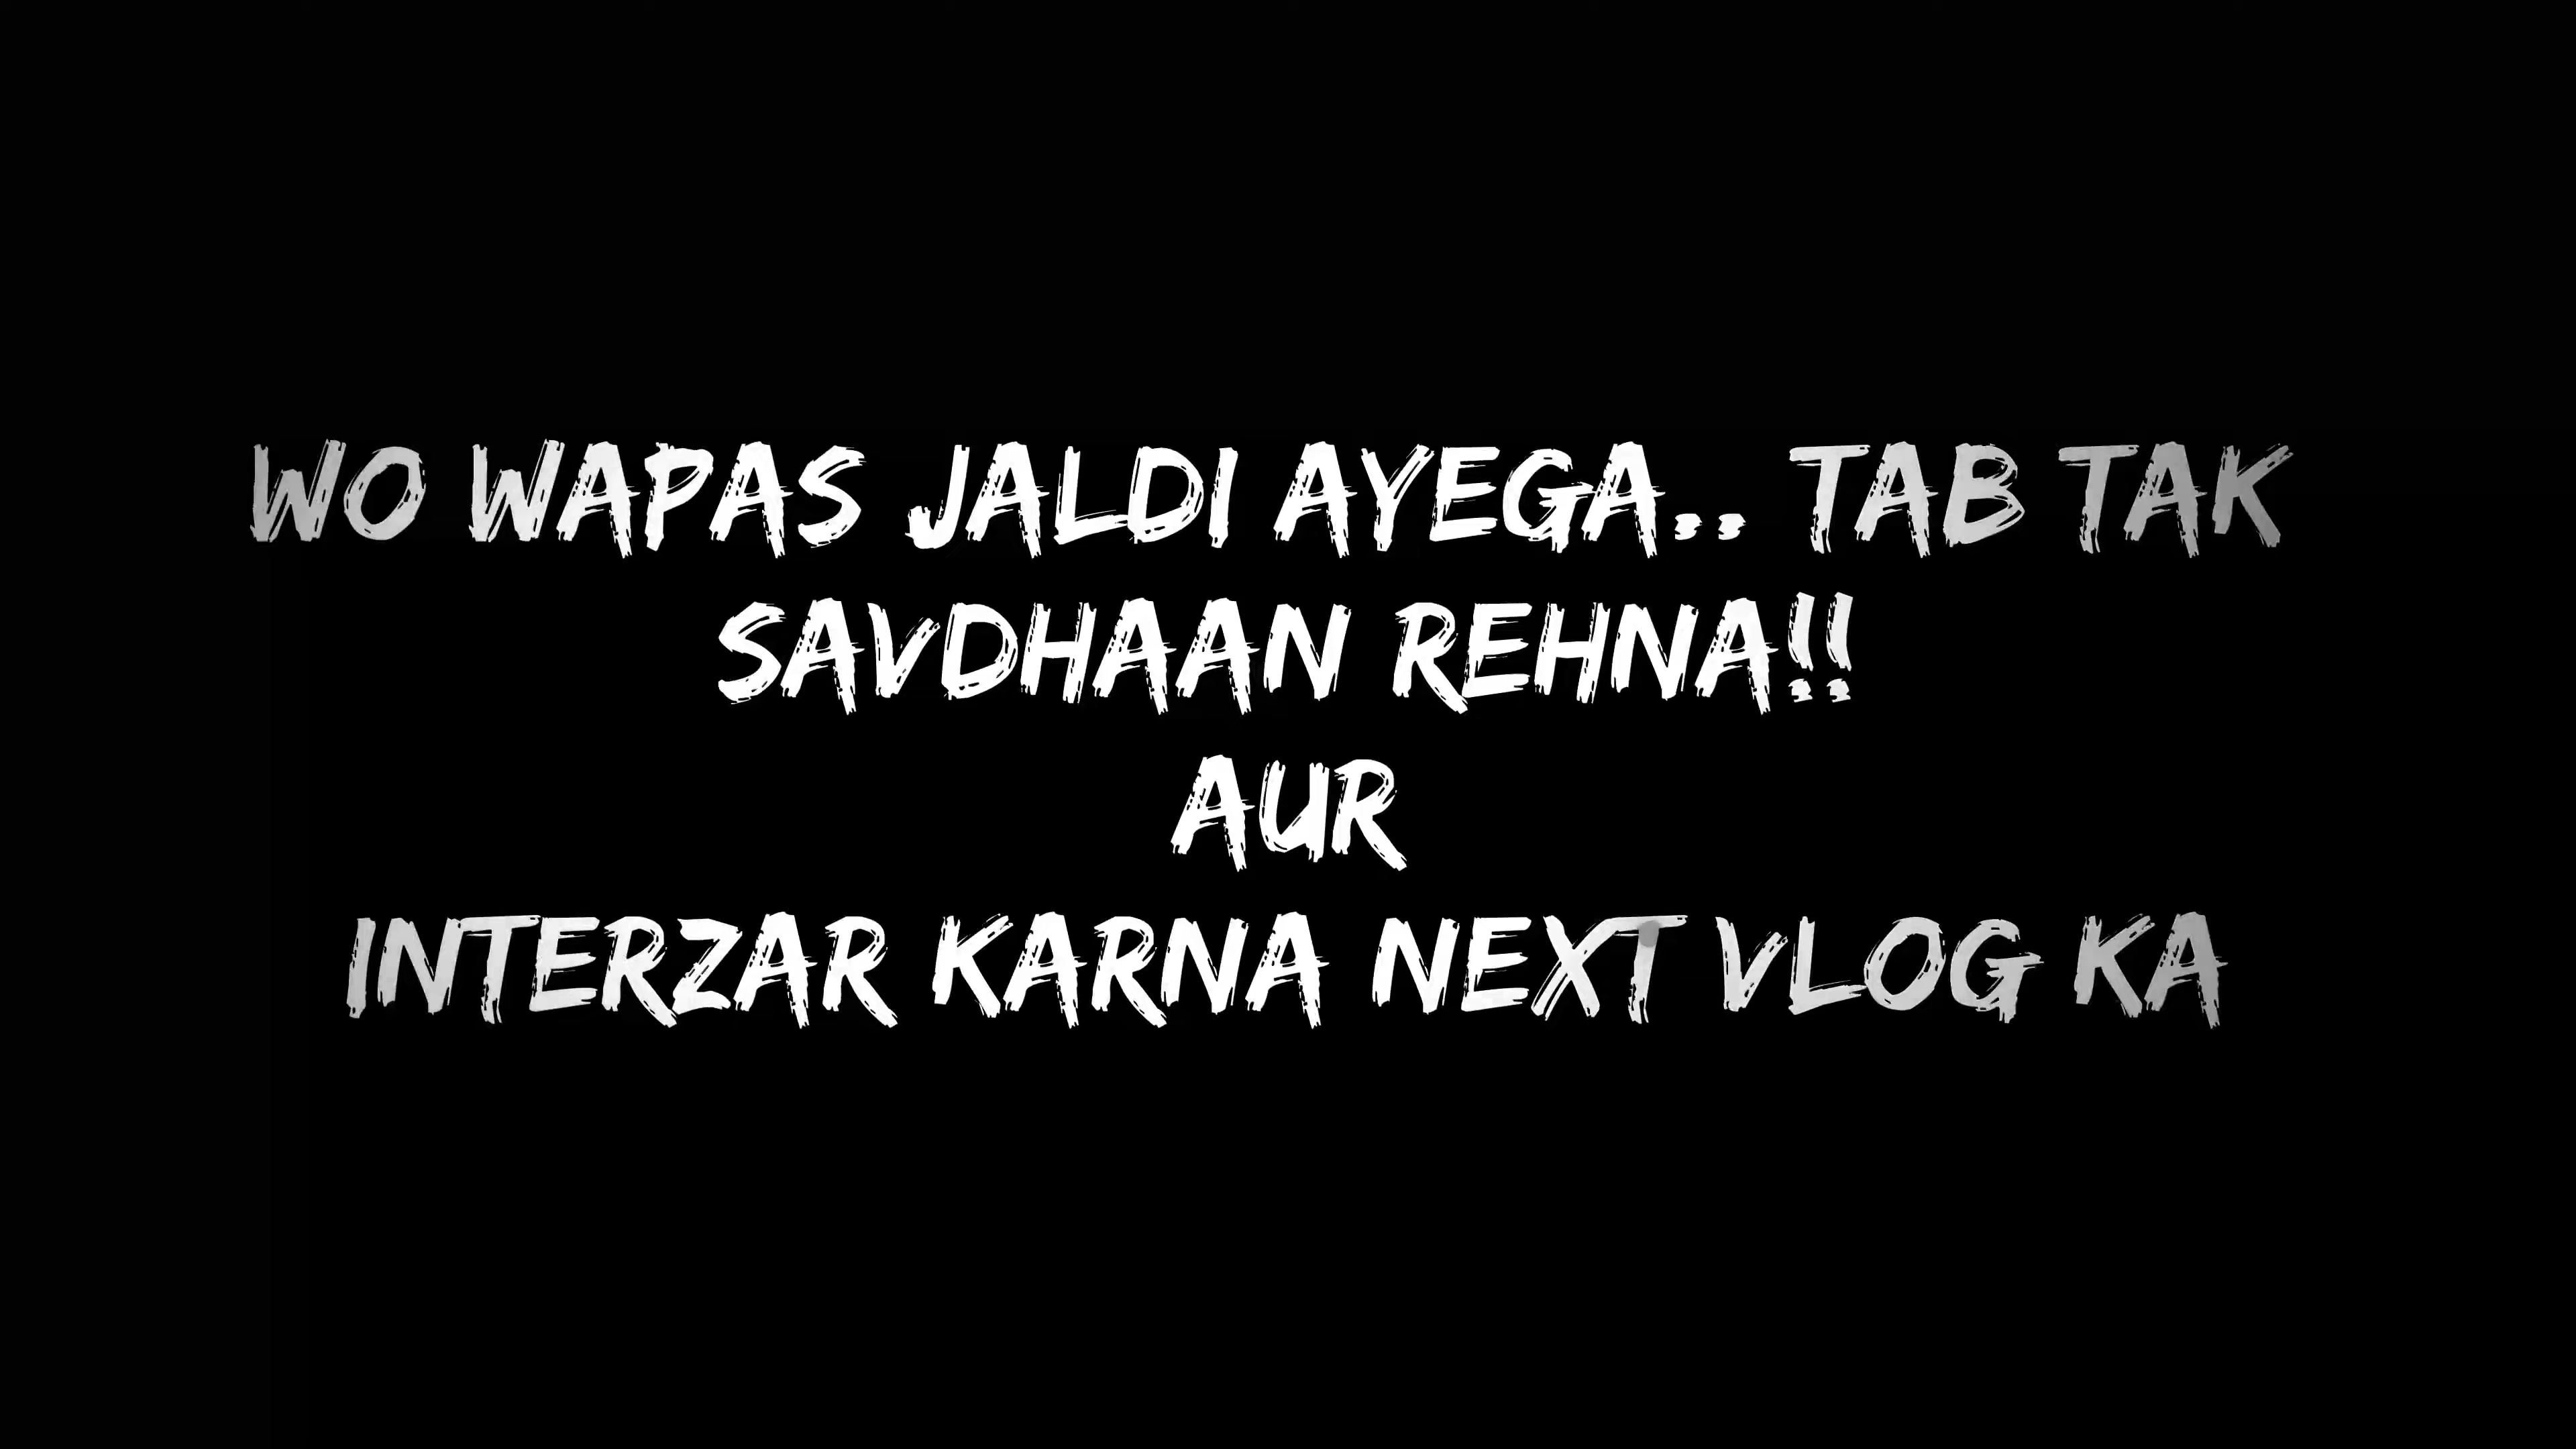 WO WAPAS JALDI AYEGA.. TAB TAK
SAVDHAAN REHNA!!
AUR
INTERZAR KARNA NEXT VLOG KA